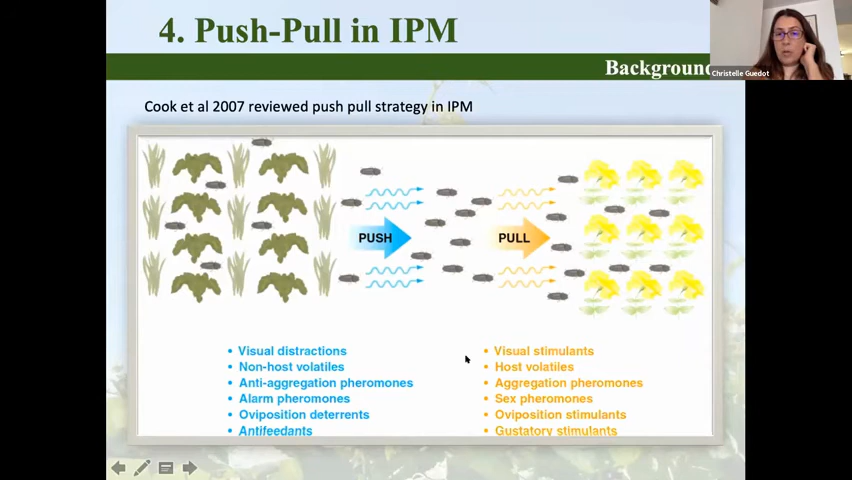 4. Push-Pull in IPM
Background
Christelle Guedot
Cook et al 2007 reviewed push pull strategy in IPM
PUSH
PULL
• Visual distractions
• Non-host volatiles
• Anti-aggregation pheromones
• Alarm pheromones
• Oviposition deterrents
• Antifeedants
• Visual stimulants
• Host volatiles
• Aggregation pheromones
• Sex pheromones
• Oviposition stimulants
• Gustatory stimulants